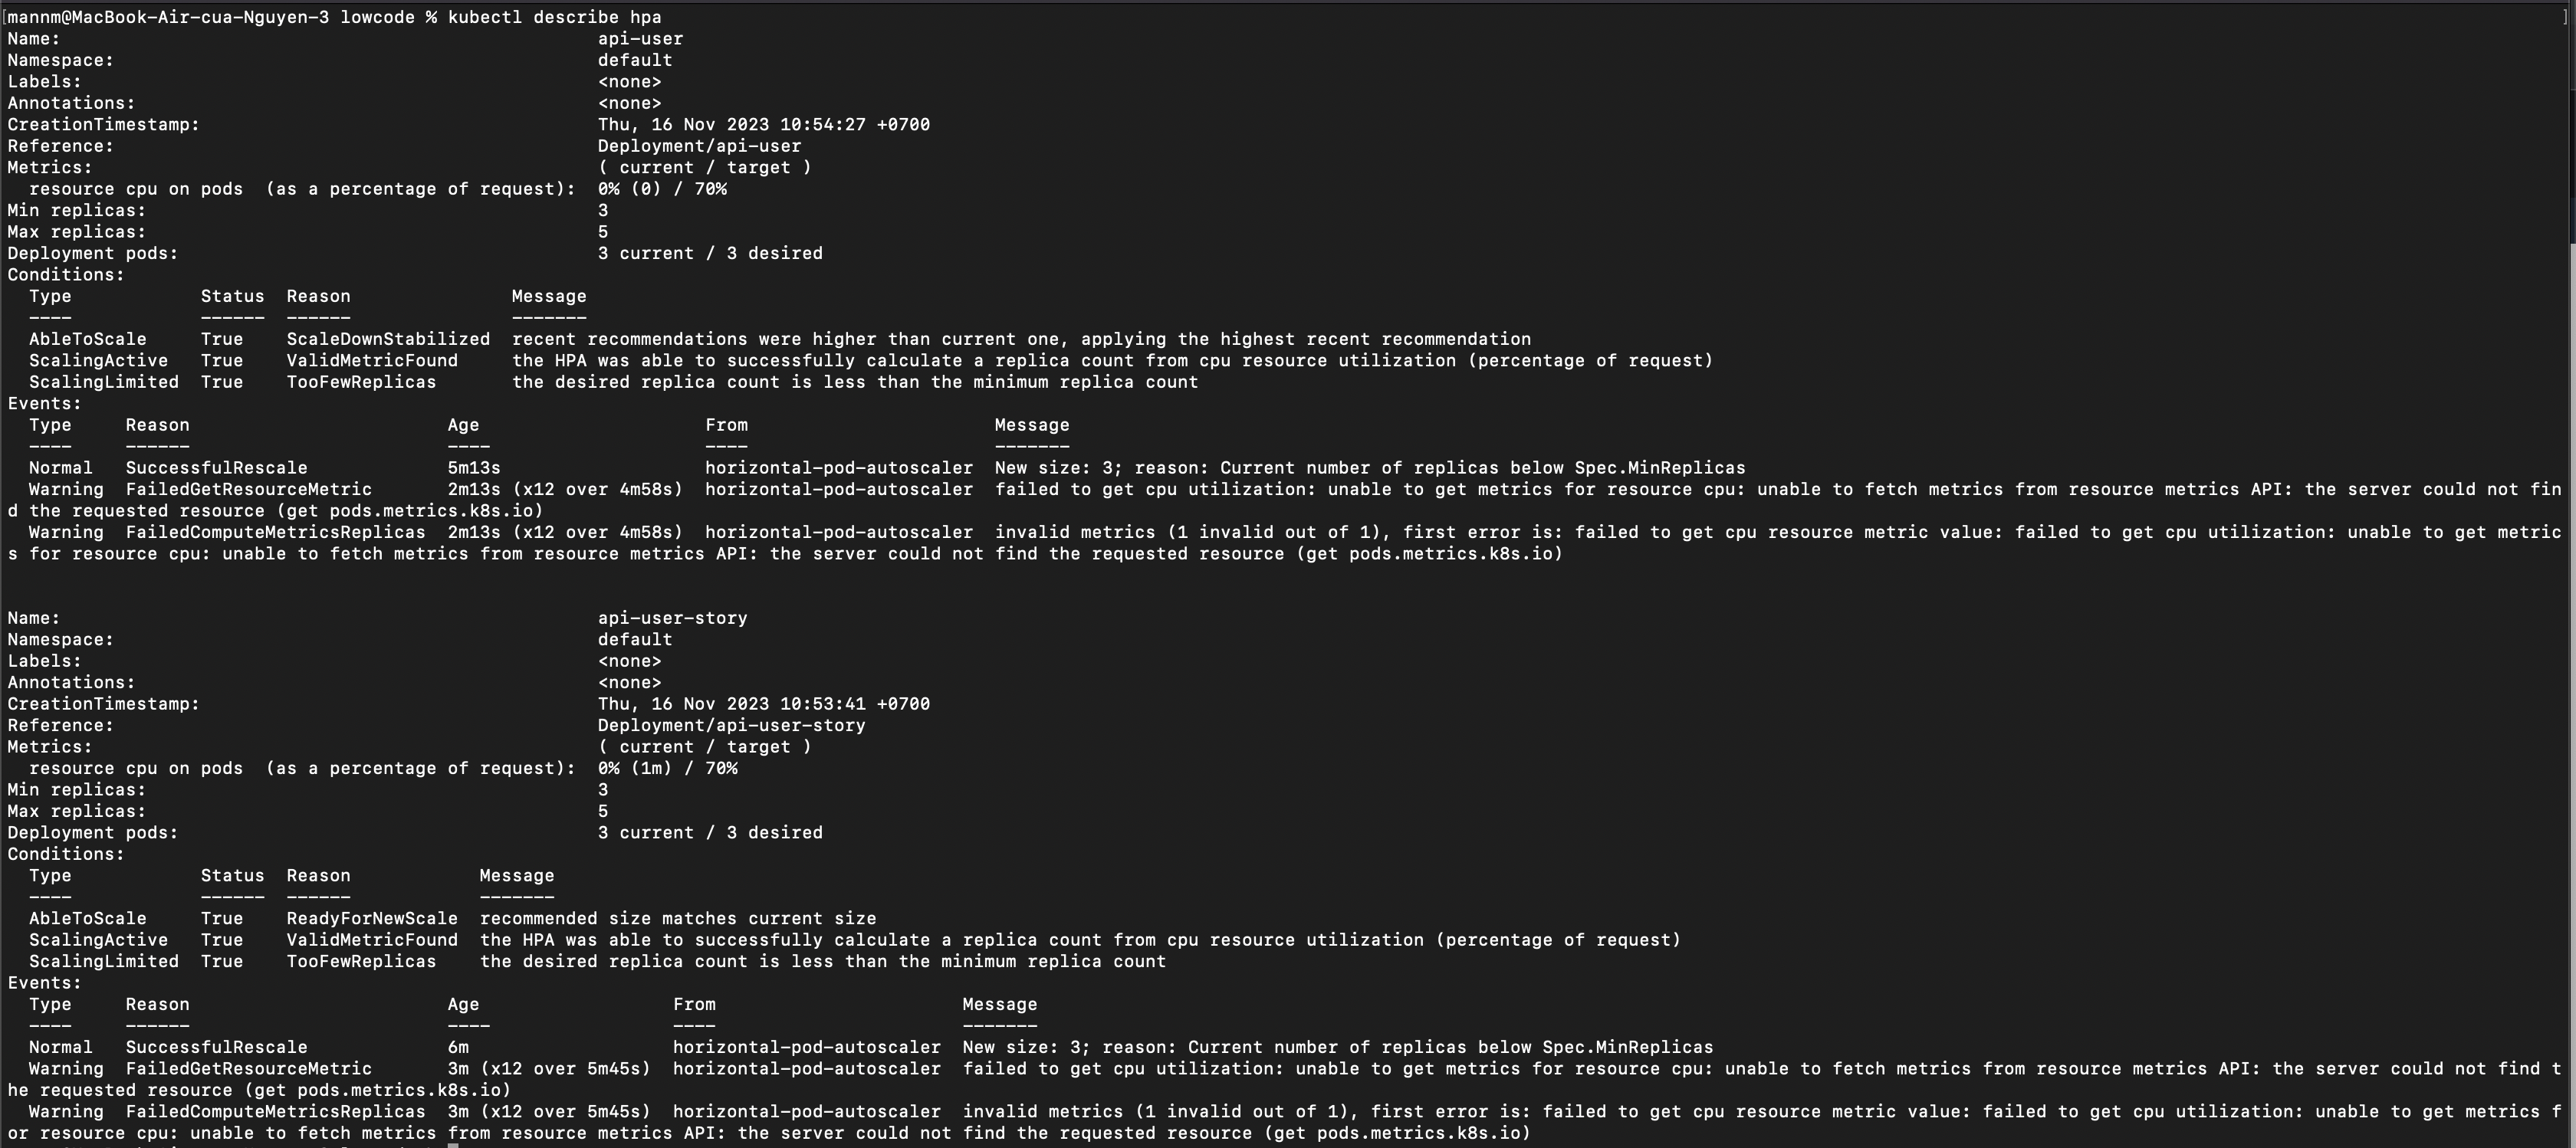 [mannm@MacBook-Air-cua-Nguyen-3 lowcode % kubectl describe hpa ]
Name: api-user
Namespace: default
Labels: <none>
Annotations: <none>
CreationTimestamp: Thu, 16 Nov 2023 10:54:27 +0700
Reference: Deployment/api-user
Metrics: ( current / target )
  resource cpu on pods  (as a percentage of request):  0% (0) / 70%
Min replicas: 3
Max replicas: 5
Deployment pods: 3 current / 3 desired
Conditions:
  Type            Status  Reason               Message
  ----            ------  ------               -------
  AbleToScale     True    ScaleDownStabilized  recent recommendations were higher than current one, applying the highest recent recommendation
  ScalingActive   True    ValidMetricFound     the HPA was able to successfully calculate a replica count from cpu resource utilization (percentage of request)
  ScalingLimited  True    TooFewReplicas       the desired replica count is less than the minimum replica count
Events:
  Type     Reason                        Age                     From                       Message
  ----     ------                        ----                    ----                       -------
  Normal   SuccessfulRescale             5m13s                   horizontal-pod-autoscaler  New size: 3; reason: Current number of replicas below Spec.MinReplicas
  Warning  FailedGetResourceMetric       2m13s (x12 over 4m58s)  horizontal-pod-autoscaler  failed to get cpu utilization: unable to get metrics for resource cpu: unable to fetch metrics from resource metrics API: the server could not fin
d the requested resource (get pods.metrics.k8s.io)
  Warning  FailedComputeMetricsReplicas  2m13s (x12 over 4m58s)  horizontal-pod-autoscaler  invalid metrics (1 invalid out of 1), first error is: failed to get cpu resource metric value: failed to get cpu utilization: unable to get metric
s for resource cpu: unable to fetch metrics from resource metrics API: the server could not find the requested resource (get pods.metrics.k8s.io)
Name: api-user-story
Namespace: default
Labels: <none>
Annotations: <none>
CreationTimestamp: Thu, 16 Nov 2023 10:53:41 +0700
Reference: Deployment/api-user-story
Metrics: ( current / target )
  resource cpu on pods  (as a percentage of request):  0% (1m) / 70%
Min replicas: 3
Max replicas: 5
Deployment pods: 3 current / 3 desired
Conditions:
  Type            Status  Reason            Message
  ----            ------  ------            -------
  AbleToScale     True    ReadyForNewScale  recommended size matches current size
  ScalingActive   True    ValidMetricFound  the HPA was able to successfully calculate a replica count from cpu resource utilization (percentage of request)
  ScalingLimited  True    TooFewReplicas    the desired replica count is less than the minimum replica count
Events:
  Type     Reason                        Age                  From                       Message
  ----     ------                        ----                 ----                       -------
  Normal   SuccessfulRescale             6m                   horizontal-pod-autoscaler  New size: 3; reason: Current number of replicas below Spec.MinReplicas
  Warning  FailedGetResourceMetric       3m (x12 over 5m45s)  horizontal-pod-autoscaler  failed to get cpu utilization: unable to get metrics for resource cpu: unable to fetch metrics from resource metrics API: the server could not find t
he requested resource (get pods.metrics.k8s.io)
  Warning  FailedComputeMetricsReplicas  3m (x12 over 5m45s)  horizontal-pod-autoscaler  invalid metrics (1 invalid out of 1), first error is: failed to get cpu resource metric value: failed to get cpu utilization: unable to get metrics f
or resource cpu: unable to fetch metrics from resource metrics API: the server could not find the requested resource (get pods.metrics.k8s.io)